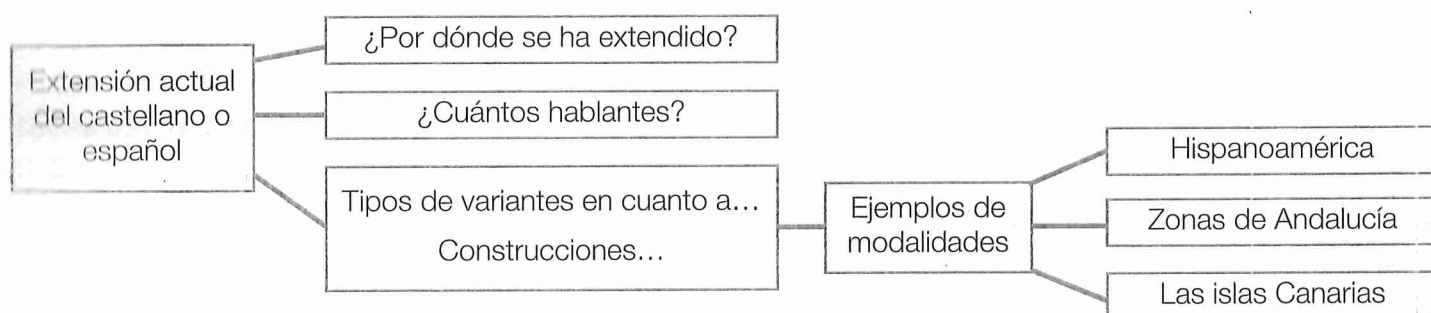 Extensión actual
del castellano o
español
¿Por dónde se ha extendido?
¿Cuántos hablantes?
Tipos de variantes en cuanto a...
Construcciones...
Ejemplos de
modalidades
Hispanoamérica
Zonas de Andalucía
Las islas Canarias